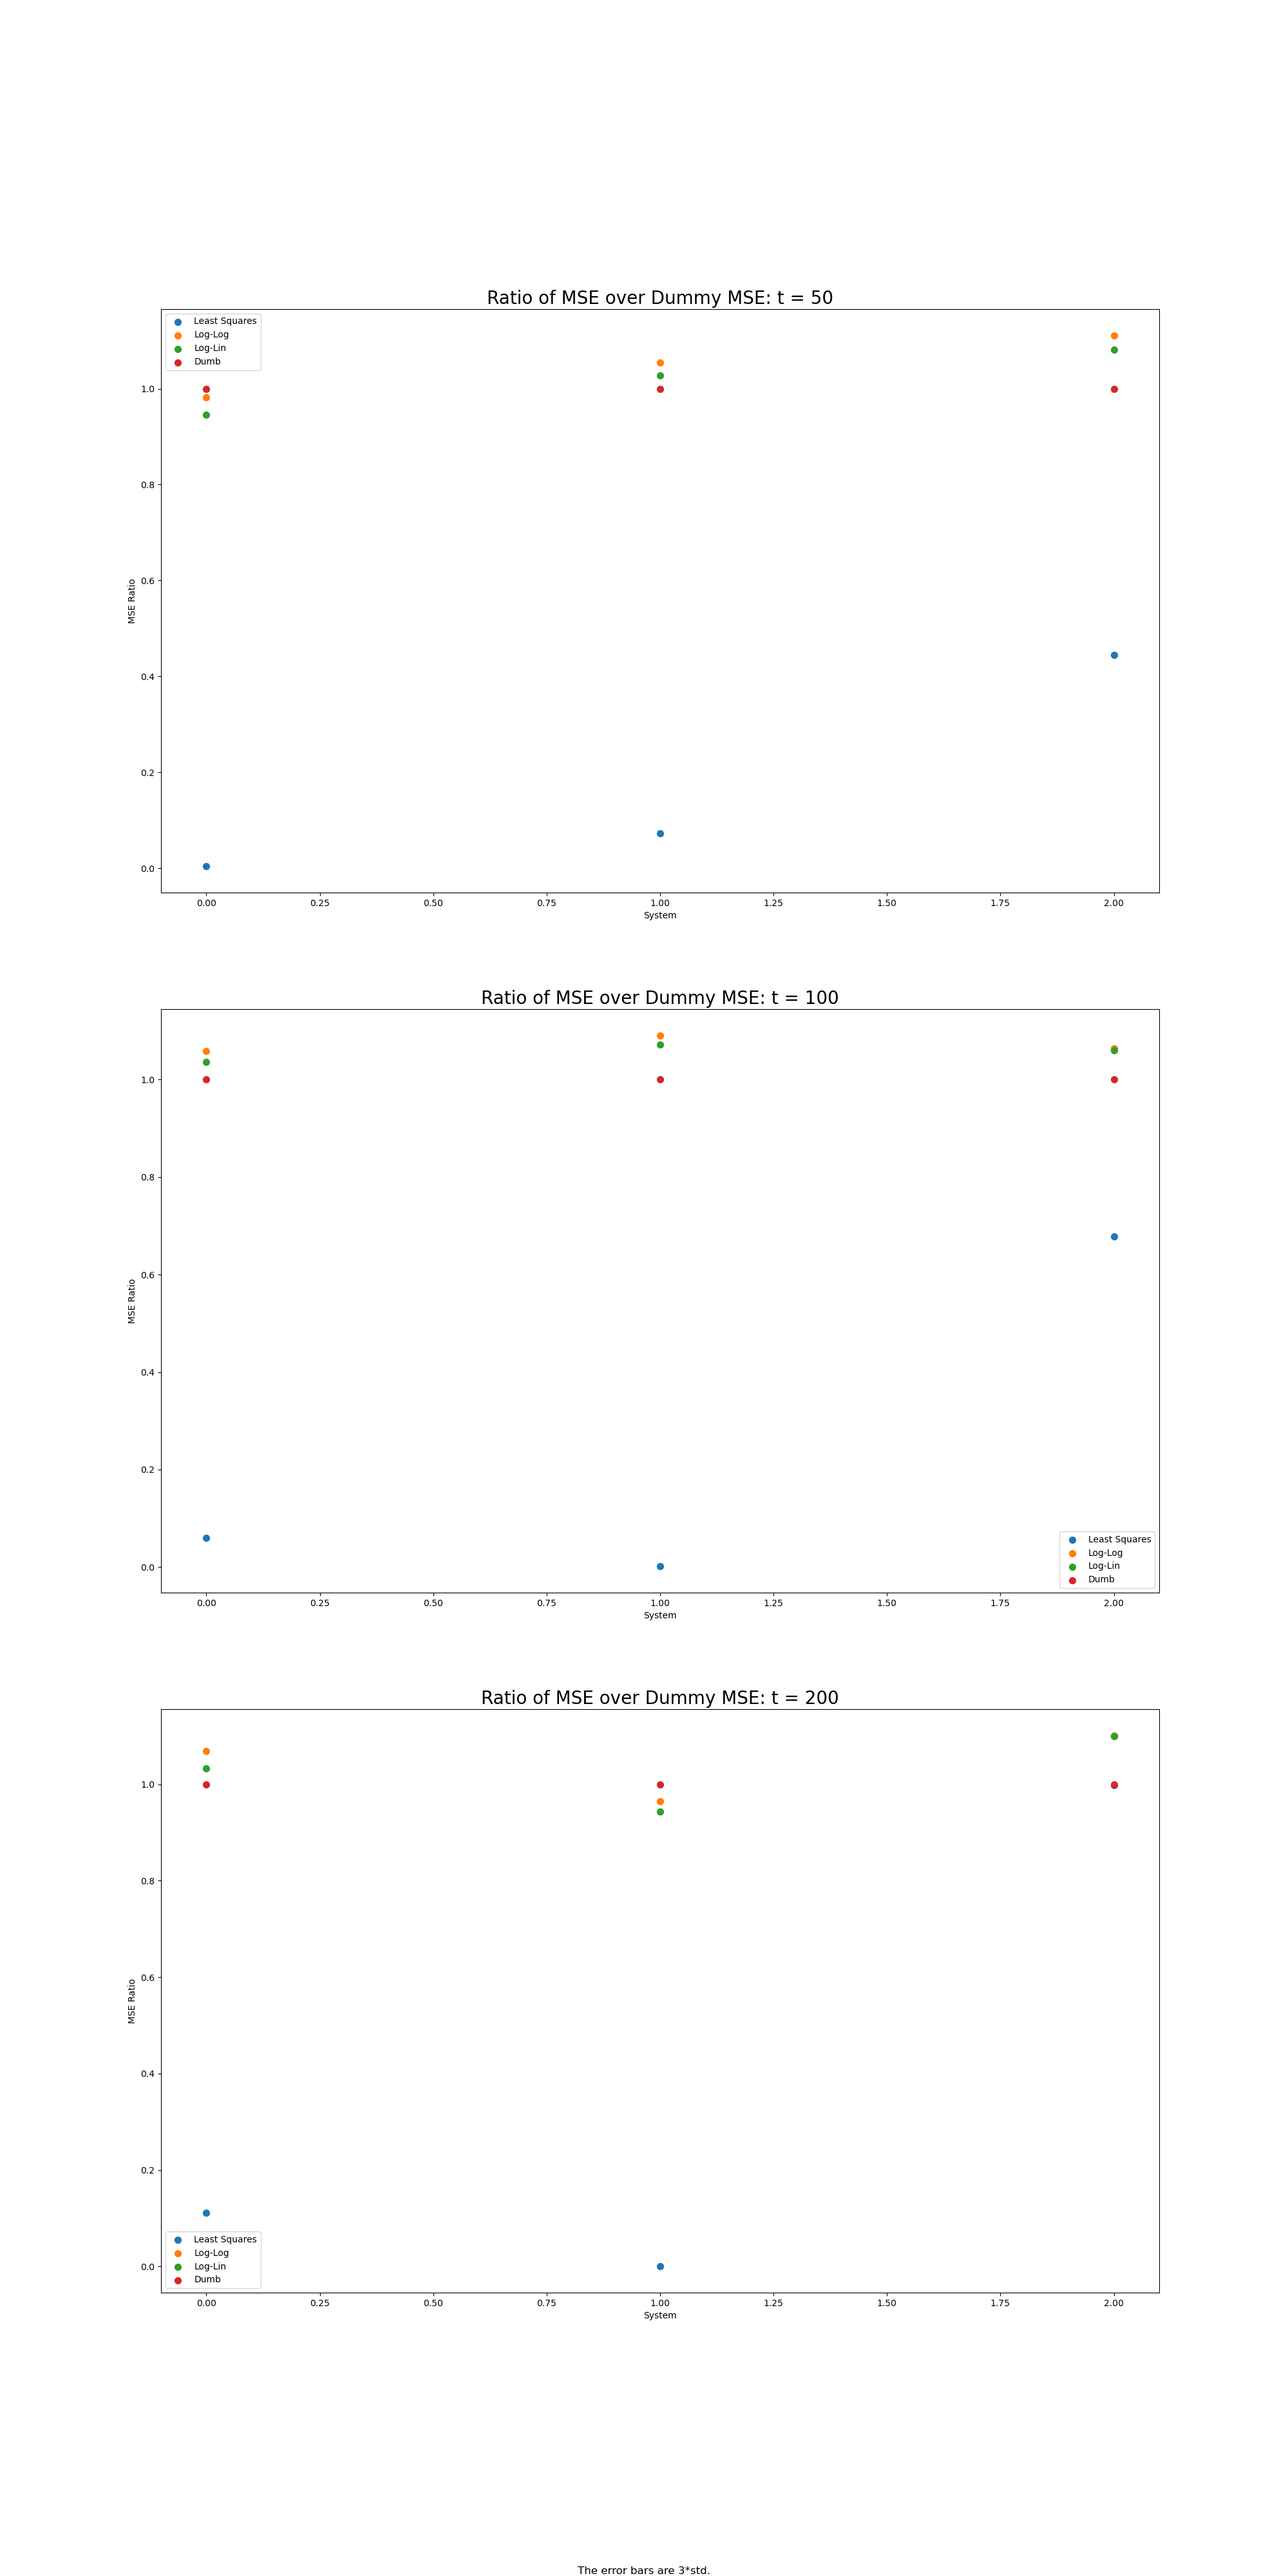 Ratio of MSE over Dummy MSE: t = 50
Least Squares
Log-Log
Log-Lin
Dumb
1.0
0.8
0.6
0.4
0.2
0.0
MSE Ratio
0.00 0.25 0.50 0.75 1.00 1.25 1.50 1.75 2.00
System
Ratio of MSE over Dummy MSE: t = 100
1.0
0.8
0.6
0.4
0.2
0.0
MSE Ratio
Least Squares
Log-Log
Log-Lin
Dumb
0.00 0.25 0.50 0.75 1.00 1.25 1.50 1.75 2.00
System
Ratio of MSE over Dummy MSE: t = 200
1.0
0.8
0.6
0.4
0.2
0.0
MSE Ratio
Least Squares
Log-Log
Log-Lin
Dumb
0.00 0.25 0.50 0.75 1.00 1.25 1.50 1.75 2.00
System
The error bars are 3*std.